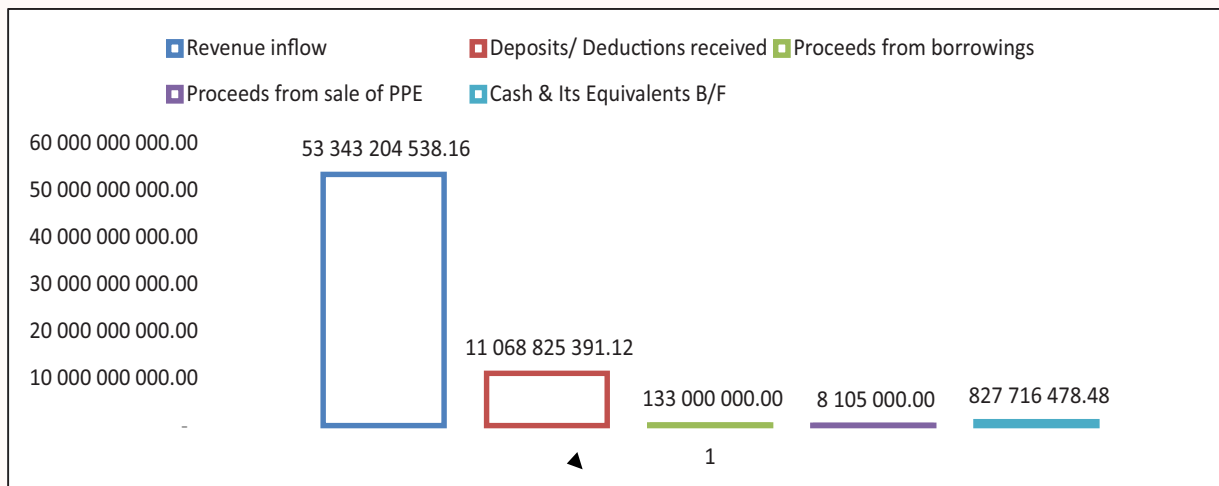 Revenue inflow Deposits/ Deductions received Proceeds from borrowings
Proceeds from sale of PPE Cash & Its Equivalents B/F
60 000 000 000.00
53 343 204 538.16
50 000 000 000.00
40 000 000 000.00
30 000 000 000.00
20 000 000 000.00
11 068 825 391.12
10 000 000 000.00
133 000 000.00 8 105 000.00 827 716 478.48
-
1